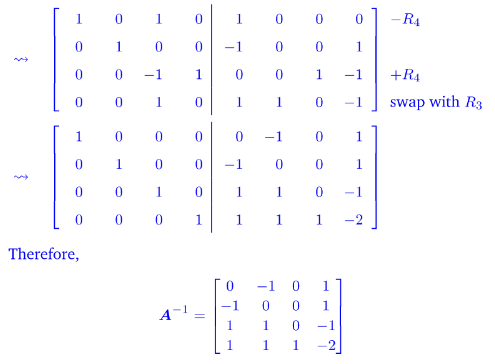 1 0 1 0 | 1 0 0 0 −R₄
0 1 0 0 | −1 0 0 1
⇝ 0 0 −1 1 | 0 0 1 −1 +R₄
0 0 1 0 | 1 1 0 −1 swap with R₃
1 0 0 0 | 0 −1 0 1
0 1 0 0 | −1 0 0 1
⇝ 0 0 1 0 | 1 1 0 −1
0 0 0 1 | 1 1 1 −2
Therefore,
0 −1 0 1
−1 0 0 1
A⁻¹ =
1 1 0 −1
1 1 1 −2